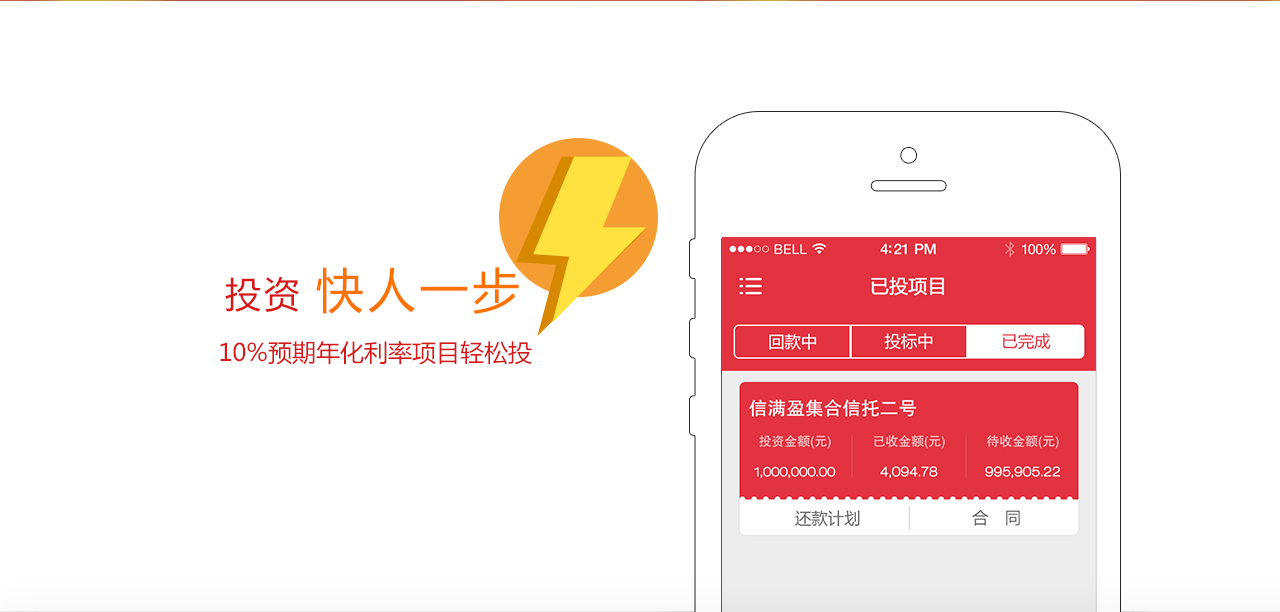 投资 快人一步
10%预期年化利率项目轻松投
BELL 4:21 PM 100%
已投项目
回款中 投标中 已完成
信满盈集合信托二号
投资金额(元) 已收金额(元) 待收金额(元)
1,000,000.00 4,094.78 995,905.22
还款计划 合 同